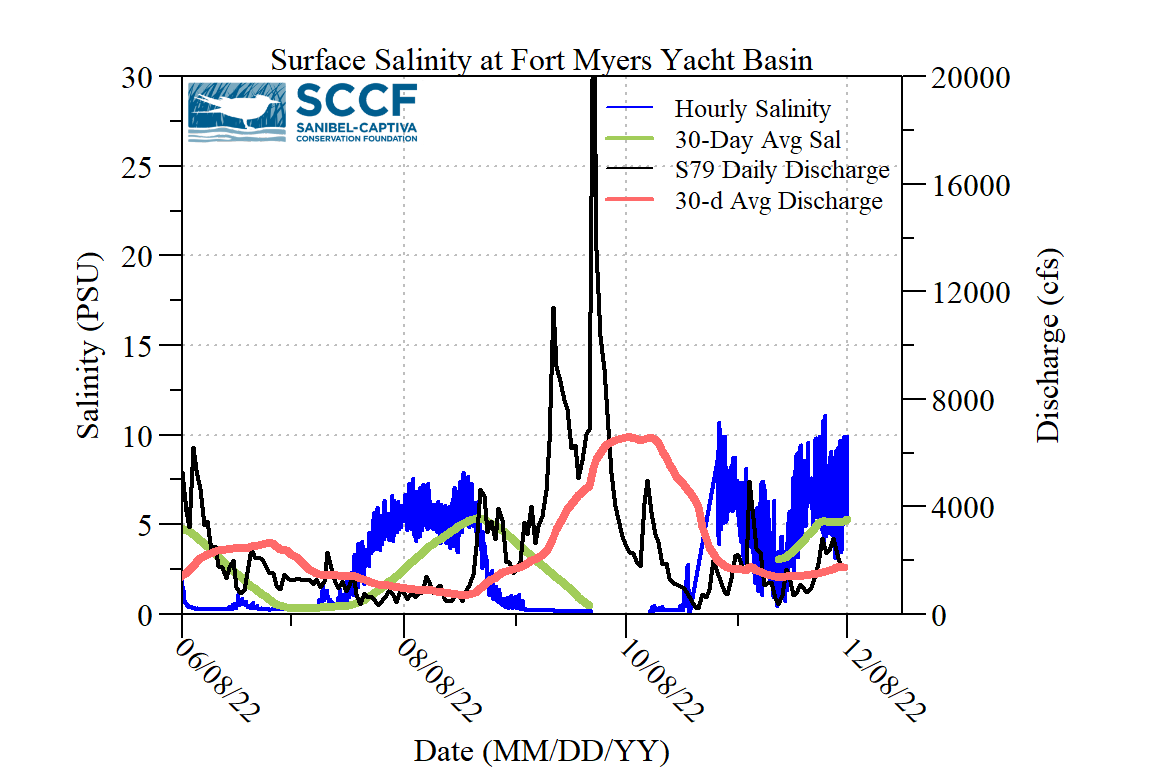 Surface Salinity at Fort Myers Yacht Basin
SCCF
SANIBEL-CAPTIVA
CONSERVATION FOUNDATION
Hourly Salinity
30-Day Avg Sal
S79 Daily Discharge
30-d Avg Discharge
30
25
20
15
10
5
0
Salinity (PSU)
20000
16000
12000
8000
4000
0
Discharge (cfs)
06/08/22
08/08/22
10/08/22
12/08/22
Date (MM/DD/YY)